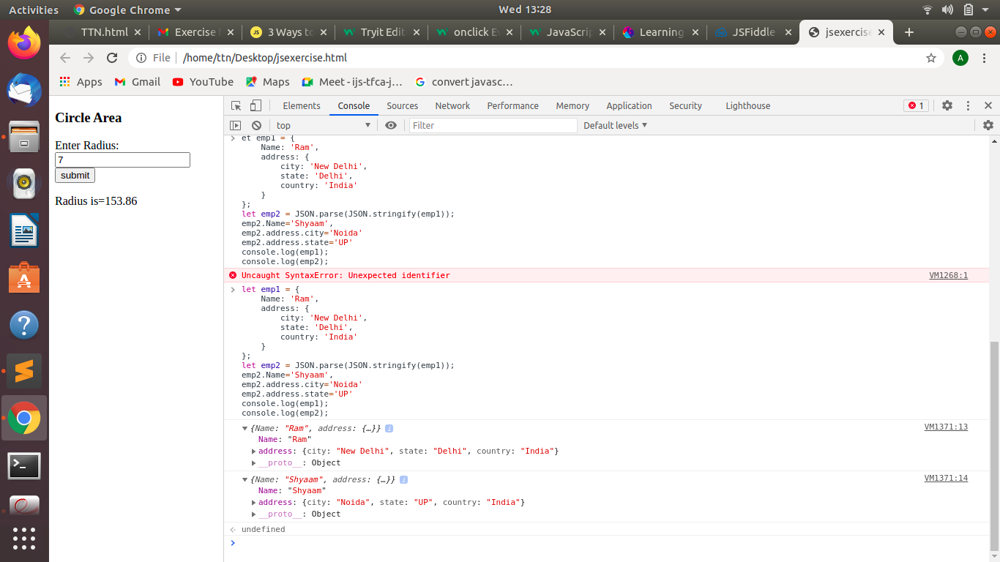 Activities
Google Chrome
Wed 13:28
TTN.html
Exercise
3 Ways to
Tryit Edit
onclick Ev
JavaScrip
Learning
JSFiddle
jsexercise
File
/home/ttn/Desktop/jsexercise.html
A
Apps
Gmail
YouTube
Maps
Meet - ijs-tfca-j…
convert javasc…
Circle Area
Enter Radius:
7
submit
Radius is=153.86
Elements
Console
Sources
Network
Performance
Memory
Application
Security
Lighthouse
1
top
Filter
Default levels
et emp1 = {
Name: 'Ram',
address: {
city: 'New Delhi',
state: 'Delhi',
country: 'India'
}
};
let emp2 = JSON.parse(JSON.stringify(emp1));
emp2.Name='Shyaam',
emp2.address.city='Noida'
emp2.address.state='UP'
console.log(emp1);
console.log(emp2);
Uncaught SyntaxError: Unexpected identifier
VM1268:1
let emp1 = {
Name: 'Ram',
address: {
city: 'New Delhi',
state: 'Delhi',
country: 'India'
}
};
let emp2 = JSON.parse(JSON.stringify(emp1));
emp2.Name='Shyaam',
emp2.address.city='Noida'
emp2.address.state='UP'
console.log(emp1);
console.log(emp2);
{Name: "Ram", address: {…}} i
VM1371:13
Name: "Ram"
address: {city: "New Delhi", state: "Delhi", country: "India"}
__proto__: Object
{Name: "Shyaam", address: {…}} i
VM1371:14
Name: "Shyaam"
address: {city: "Noida", state: "UP", country: "India"}
__proto__: Object
undefined